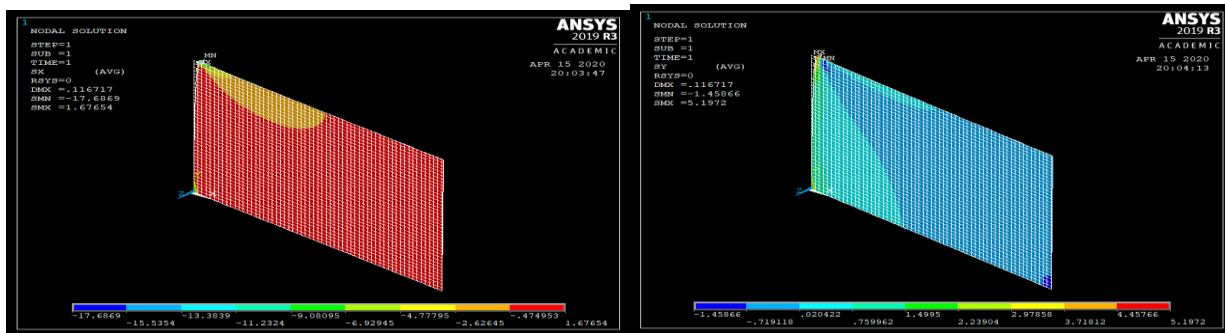 1
NODAL SOLUTION
STEP=1
SUB =1
TIME=1
SX (AVG)
RSYS=0
DMX =.116717
SMN =-17.6869
SMX =1.67654
ANSYS
2019 R3
ACADEMIC
APR 15 2020
20:03:47
MN
MX
Y
Z X
-17.6869 -13.3839 -9.08095 -4.77795 -.474953
-15.5354 -11.2324 -6.92945 -2.62645 1.67654
1
NODAL SOLUTION
STEP=1
SUB =1
TIME=1
SY (AVG)
RSYS=0
DMX =.116717
SMN =-1.45866
SMX =5.1972
ANSYS
2019 R3
ACADEMIC
APR 15 2020
20:04:13
MX
MN
Z X
-1.45866 .020422 1.4995 2.97858 4.45766
-.719118 .759962 2.23904 3.71812 5.1972